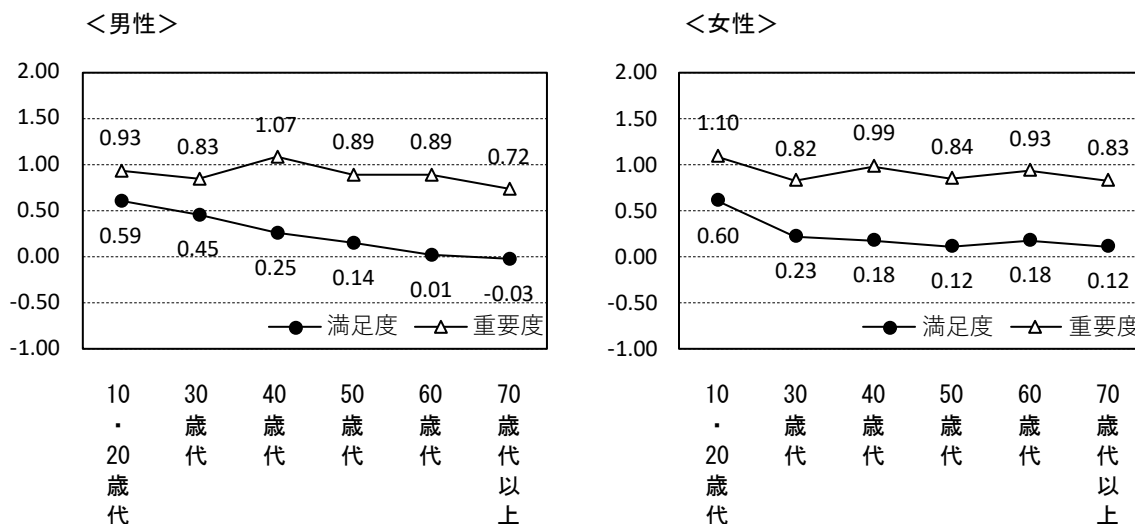 <男性>
2.00
1.50
1.00
0.50
0.00
-0.50
-1.00
0.93
0.83
1.07
0.89
0.89
0.72
0.59
0.45
0.25
0.14
0.01
-0.03
満足度
重要度
10・20歳代
30歳代
40歳代
50歳代
60歳代
70歳代以上
<女性>
2.00
1.50
1.00
0.50
0.00
-0.50
-1.00
1.10
0.82
0.99
0.84
0.93
0.83
0.60
0.23
0.18
0.12
0.18
0.12
満足度
重要度
10・20歳代
30歳代
40歳代
50歳代
60歳代
70歳代以上